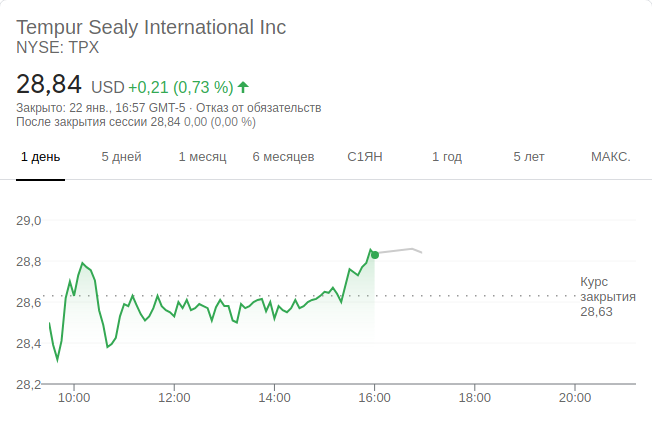 Tempur Sealy International Inc
NYSE: TPX
28,84 USD +0,21 (0,73 %)
Закрыто: 22 янв., 16:57 GMT-5 · Отказ от обязательств
После закрытия сессии 28,84 0,00 (0,00 %)
1 день 5 дней 1 месяц 6 месяцев С1ЯН 1 год 5 лет МАКС.
29,0
28,8
28,6
28,4
28,2
Курс
закрытия
28,63
10:00 12:00 14:00 16:00 18:00 20:00